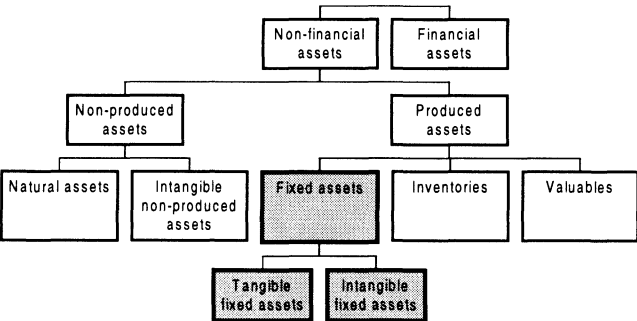 Non-financial
assets
Financial
assets
Non-produced
assets
Produced
assets
Natural assets
Intangible
non-produced
assets
Fixed assets
Inventories
Valuables
Tangible
fixed assets
Intangible
fixed assets